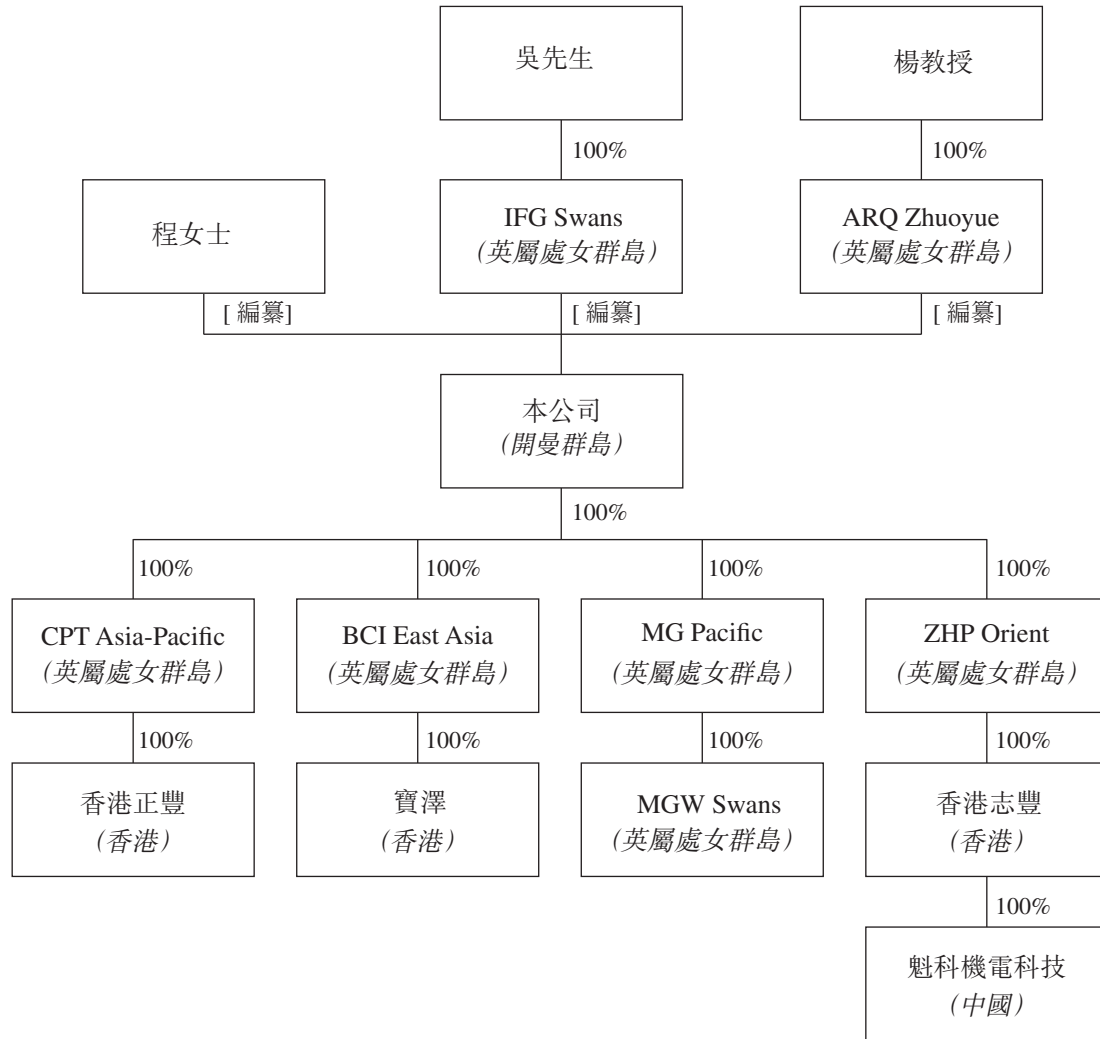 吳先生
楊教授
100%
100%
程女士
IFG Swans
(英屬處女群島)
ARQ Zhuoyue
(英屬處女群島)
[編纂]
[編纂]
[編纂]
本公司
(開曼群島)
100%
100%
100%
100%
100%
CPT Asia-Pacific
(英屬處女群島)
BCI East Asia
(英屬處女群島)
MG Pacific
(英屬處女群島)
ZHP Orient
(英屬處女群島)
100%
100%
100%
100%
香港正豐
(香港)
寶澤
(香港)
MGW Swans
(英屬處女群島)
香港志豐
(香港)
100%
魁科機電科技
(中國)